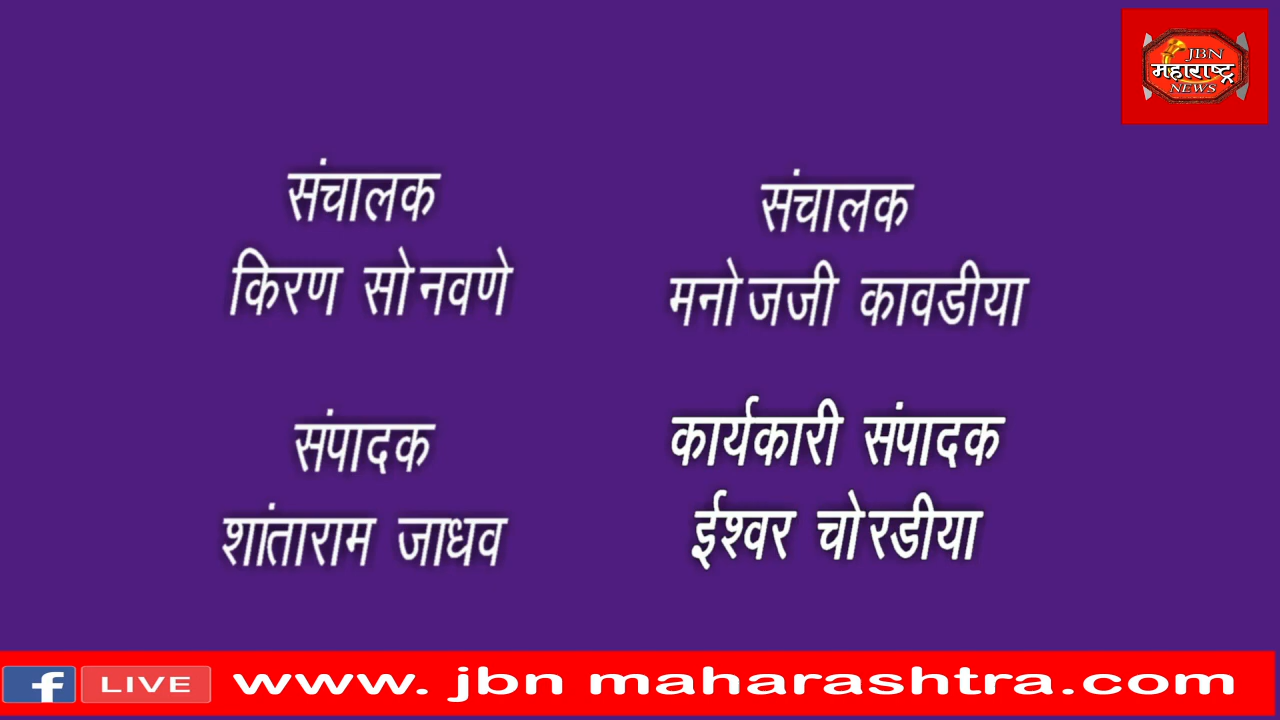 JBN
महाराष्ट्र
NEWS
संचालक
किरण सोनवणे
संचालक
मनोजजी कावडीया
संपादक
शांताराम जाधव
कार्यकारी संपादक
ईश्वर चोरडीया
f LIVE www. jbn maharashtra.com